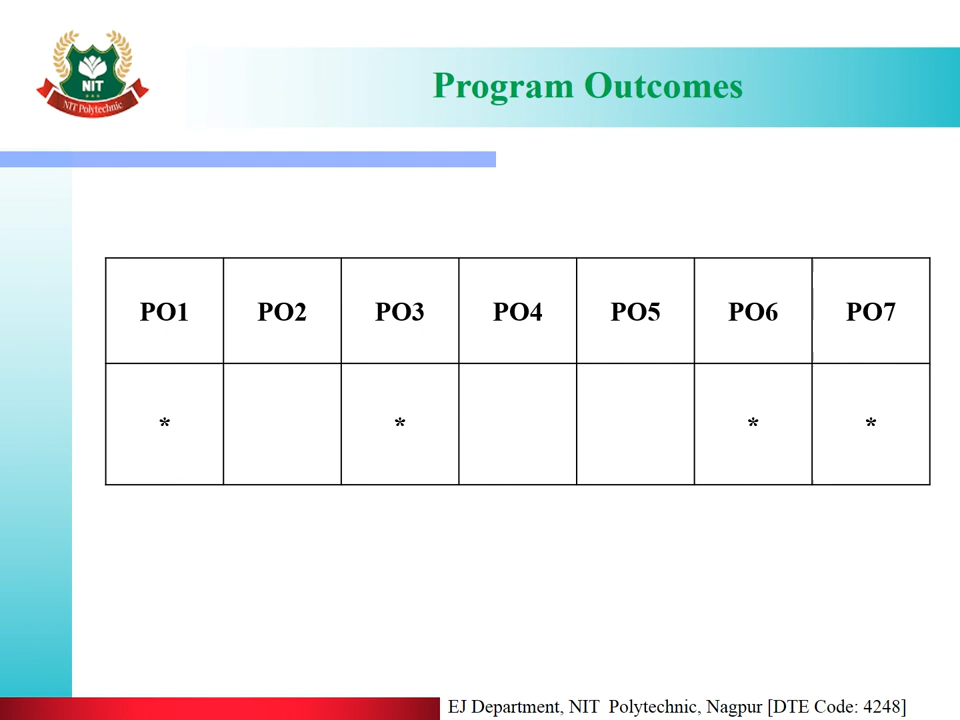 NIT
NIT Polytechnic
Program Outcomes
PO1 PO2 PO3 PO4 PO5 PO6 PO7
* * * *
EJ Department, NIT Polytechnic, Nagpur [DTE Code: 4248]